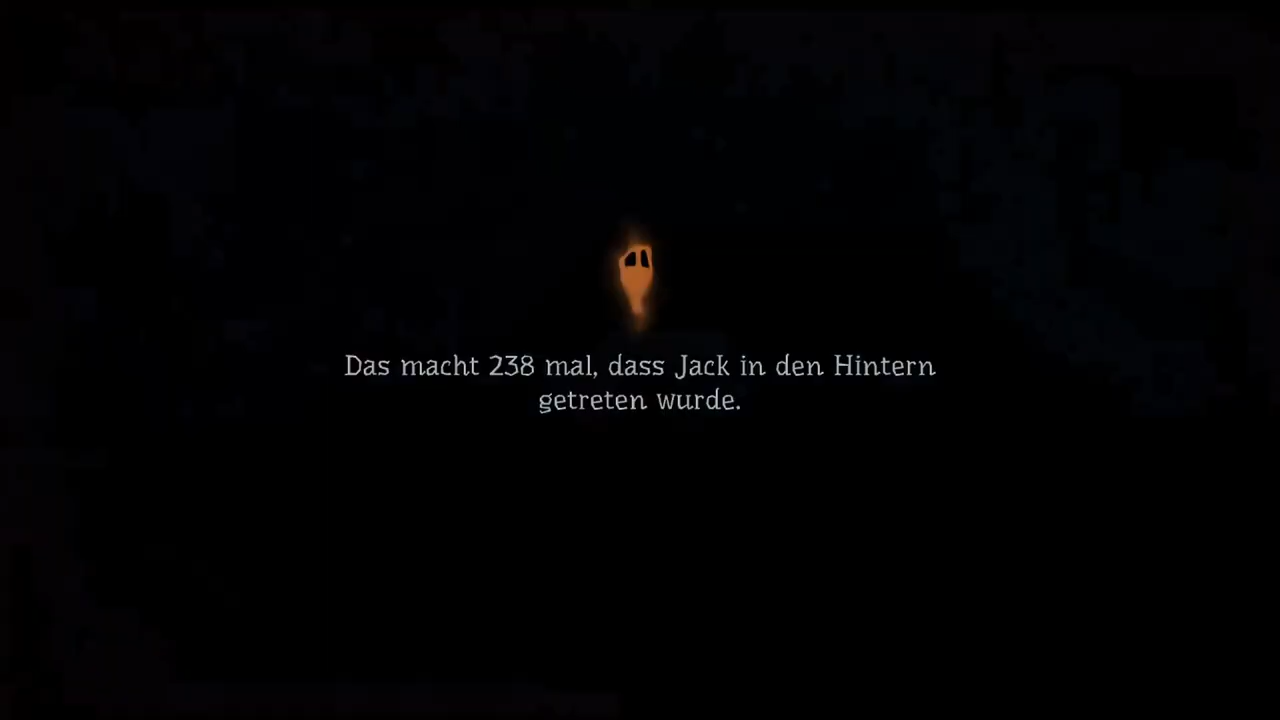 Das macht 238 mal, dass Jack in den Hintern
getreten wurde.